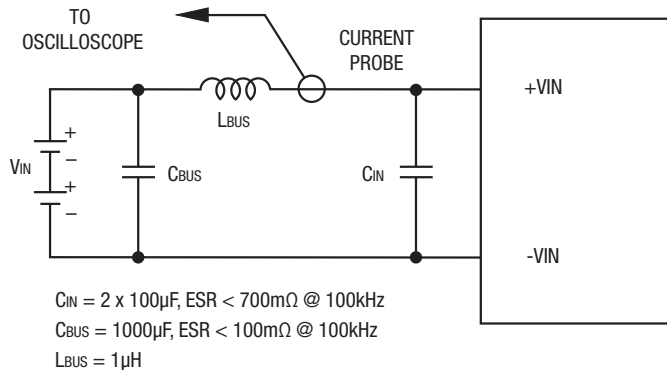 TO
OSCILLOSCOPE
CURRENT
PROBE
+VIN
LBUS
+
VIN
−
+
−
CBUS
CIN
-VIN
CIN = 2 x 100µF, ESR < 700mΩ @ 100kHz
CBUS = 1000µF, ESR < 100mΩ @ 100kHz
LBUS = 1µH